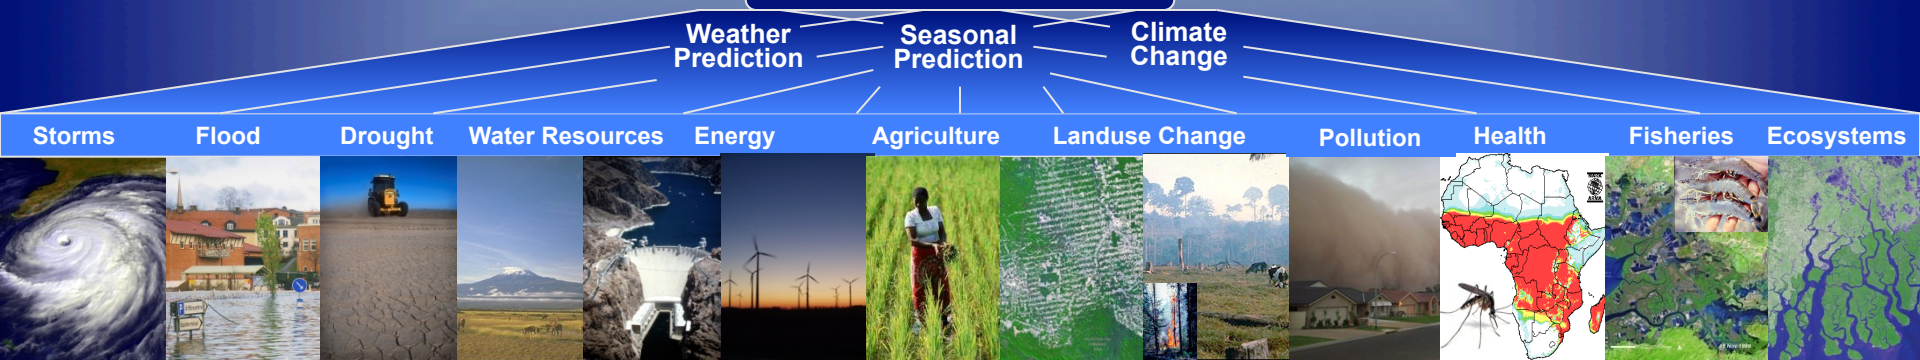 Weather
Prediction
Seasonal
Prediction
Climate
Change
Storms
Flood
Drought
Water Resources
Energy
Agriculture
Landuse Change
Pollution
Health
Fisheries
Ecosystems